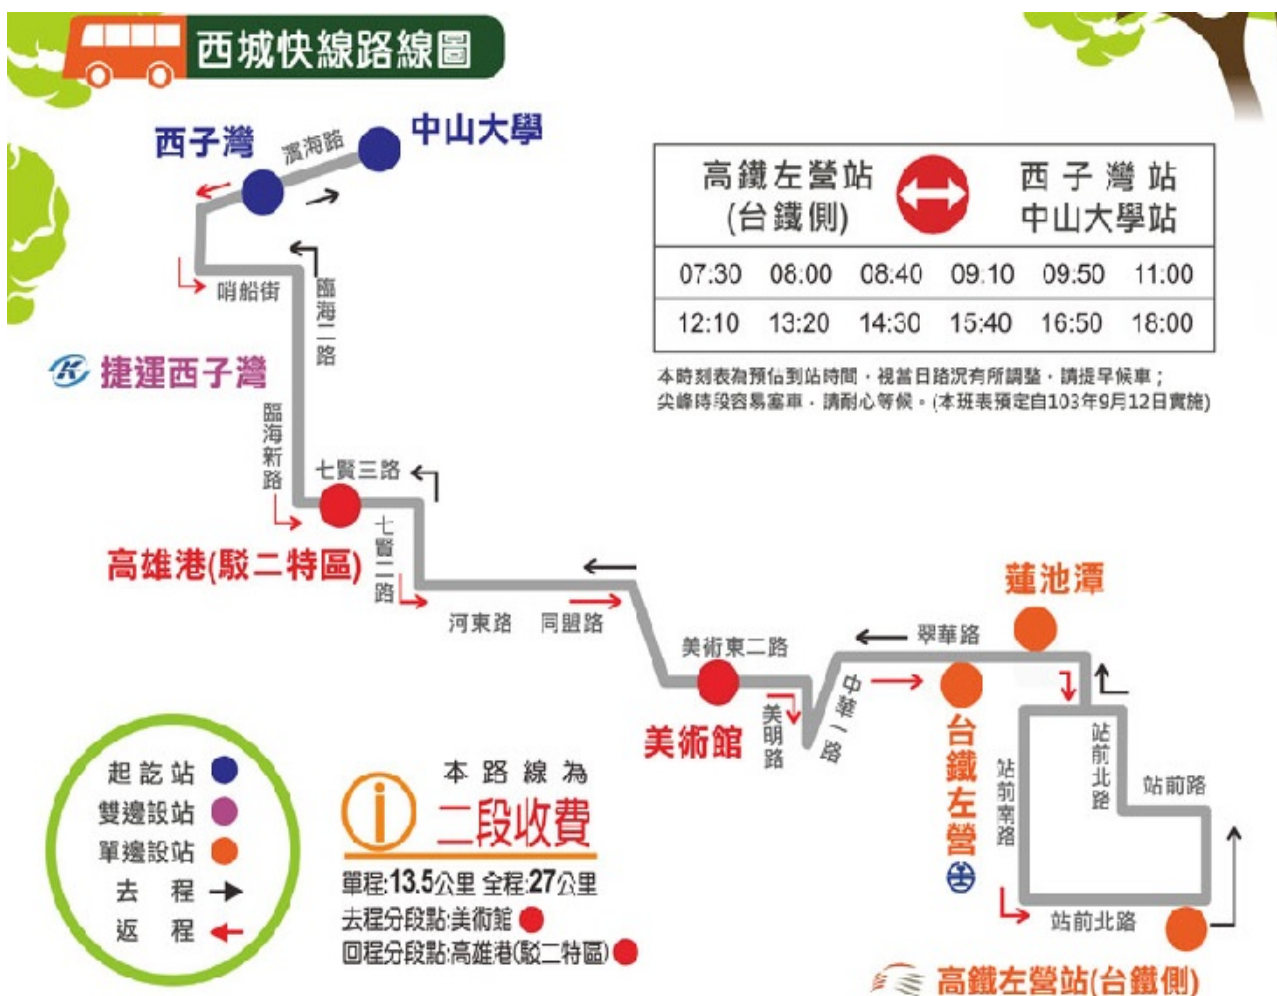 西城快線路線圖
西子灣
濱海路
中山大學
高鐵左營站
(台鐵側)
西子灣站
中山大學站
07:30 08:00 08:40 09:10 09:50 11:00
12:10 13:20 14:30 15:40 16:50 18:00
本時刻表為預估到站時間，視當日路況有所調整，請提早候車；
尖峰時段容易塞車，請耐心等候。(本班表預定自103年9月12日實施)
哨船街
臨海二路
捷運西子灣
臨海新路
七賢三路
高雄港(駁二特區)
七賢二路
河東路
同盟路
美術東二路
美術館
美明路
中華一路
翠華路
蓮池潭
台鐵左營
站前北路
站前路
站前南路
站前北路
高鐵左營站(台鐵側)
起訖站
雙邊設站
單邊設站
去 程
返 程
本路線為
二段收費
單程:13.5公里 全程:27公里
去程分段點:美術館
回程分段點:高雄港(駁二特區)